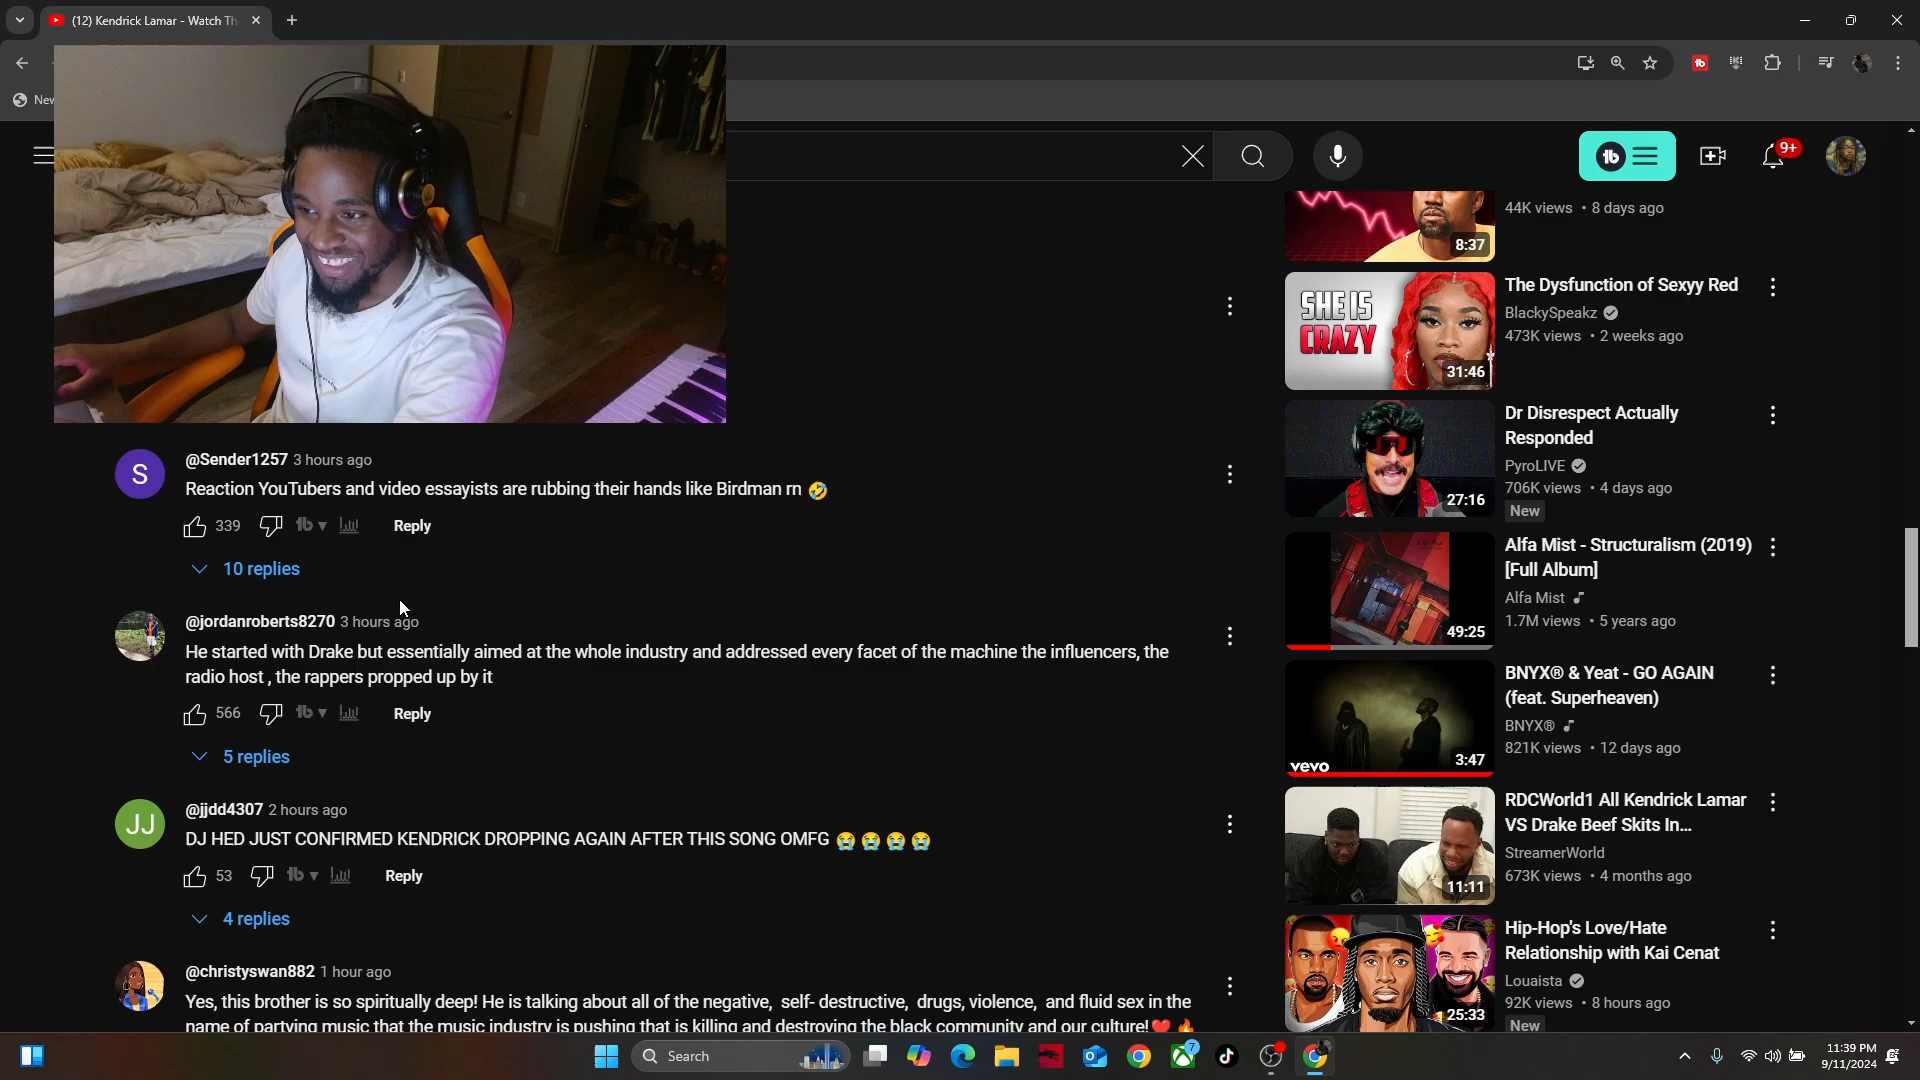 (12) Kendrick Lamar - Watch Th
New
9+
44K views • 8 days ago
8:37
SHE IS
CRAZY
31:46
The Dysfunction of Sexyy Red
BlackySpeakz
473K views • 2 weeks ago
27:16
Dr Disrespect Actually
Responded
PyroLIVE
706K views • 4 days ago
New
S
@Sender1257 3 hours ago
Reaction YouTubers and video essayists are rubbing their hands like Birdman rn 🤣
339
Reply
10 replies
49:25
Alfa Mist - Structuralism (2019)
[Full Album]
Alfa Mist
1.7M views • 5 years ago
@jordanroberts8270 3 hours ago
He started with Drake but essentially aimed at the whole industry and addressed every facet of the machine the influencers, the
radio host , the rappers propped up by it
566
Reply
5 replies
vevo
3:47
BNYX® & Yeat - GO AGAIN
(feat. Superheaven)
BNYX®
821K views • 12 days ago
JJ
@jjdd4307 2 hours ago
DJ HED JUST CONFIRMED KENDRICK DROPPING AGAIN AFTER THIS SONG OMFG 😭😭😭😭
53
Reply
4 replies
11:11
RDCWorld1 All Kendrick Lamar
VS Drake Beef Skits In...
StreamerWorld
673K views • 4 months ago
@christyswan882 1 hour ago
Yes, this brother is so spiritually deep! He is talking about all of the negative, self- destructive, drugs, violence, and fluid sex in the
name of partying music that the music industry is pushing that is killing and destroying the black community and our culture!❤️🔥
25:33
Hip-Hop's Love/Hate
Relationship with Kai Cenat
Louaista
92K views • 8 hours ago
New
Search
7
11:39 PM
9/11/2024